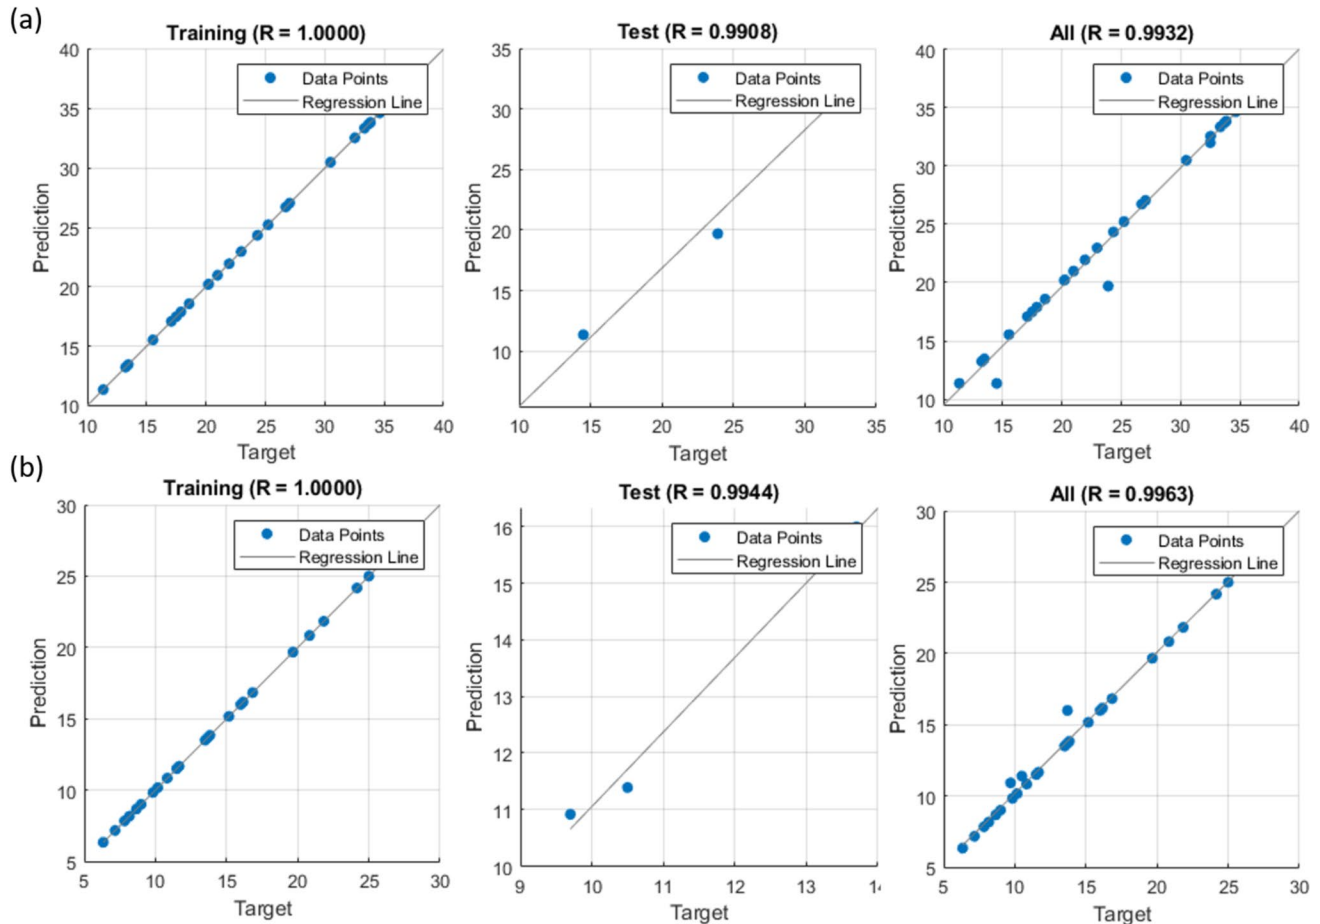 (a)
Training (R = 1.0000)
40
35
30
25
20
15
10
Prediction
Data Points
Regression Line
10 15 20 25 30 35 40
Target
Test (R = 0.9908)
35
30
25
20
15
10
Prediction
Data Points
Regression Line
10 15 20 25 30 35
Target
All (R = 0.9932)
40
35
30
25
20
15
10
Prediction
Data Points
Regression Line
10 15 20 25 30 35 40
Target
(b)
Training (R = 1.0000)
30
25
20
15
10
5
Prediction
Data Points
Regression Line
5 10 15 20 25 30
Target
Test (R = 0.9944)
16
15
14
13
12
11
10
Prediction
Data Points
Regression Line
9 10 11 12 13
Target
All (R = 0.9963)
30
25
20
15
10
5
Prediction
Data Points
Regression Line
5 10 15 20 25 30
Target